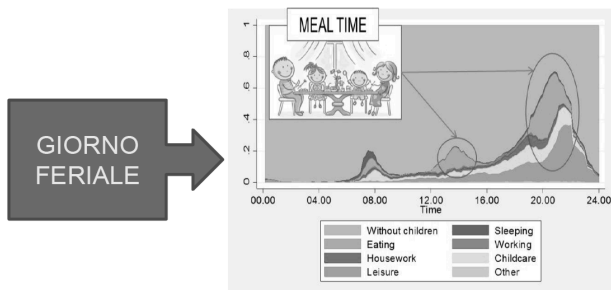 MEAL TIME
GIORNO
FERIALE
1
.8
.6
.4
.2
0
00.00 04.00 08.00 12.00 16.00 20.00 24.00
Time
Without children Sleeping
Eating Working
Housework Childcare
Leisure Other